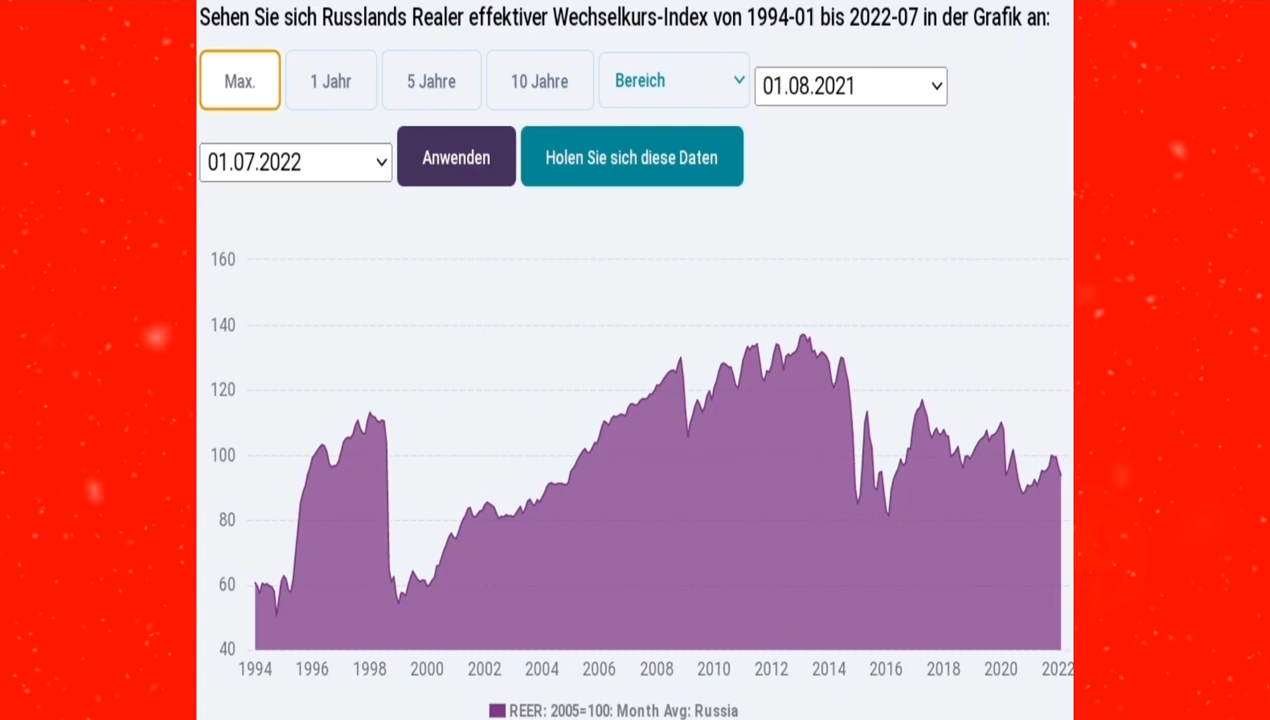 Sehen Sie sich Russlands Realer effektiver Wechselkurs-Index von 1994-01 bis 2022-07 in der Grafik an:
Max. 1 Jahr 5 Jahre 10 Jahre Bereich 01.08.2021
01.07.2022 Anwenden Holen Sie sich diese Daten
160
140
120
100
80
60
40
1994 1996 1998 2000 2002 2004 2006 2008 2010 2012 2014 2016 2018 2020 2022
REER: 2005=100: Month Avg: Russia